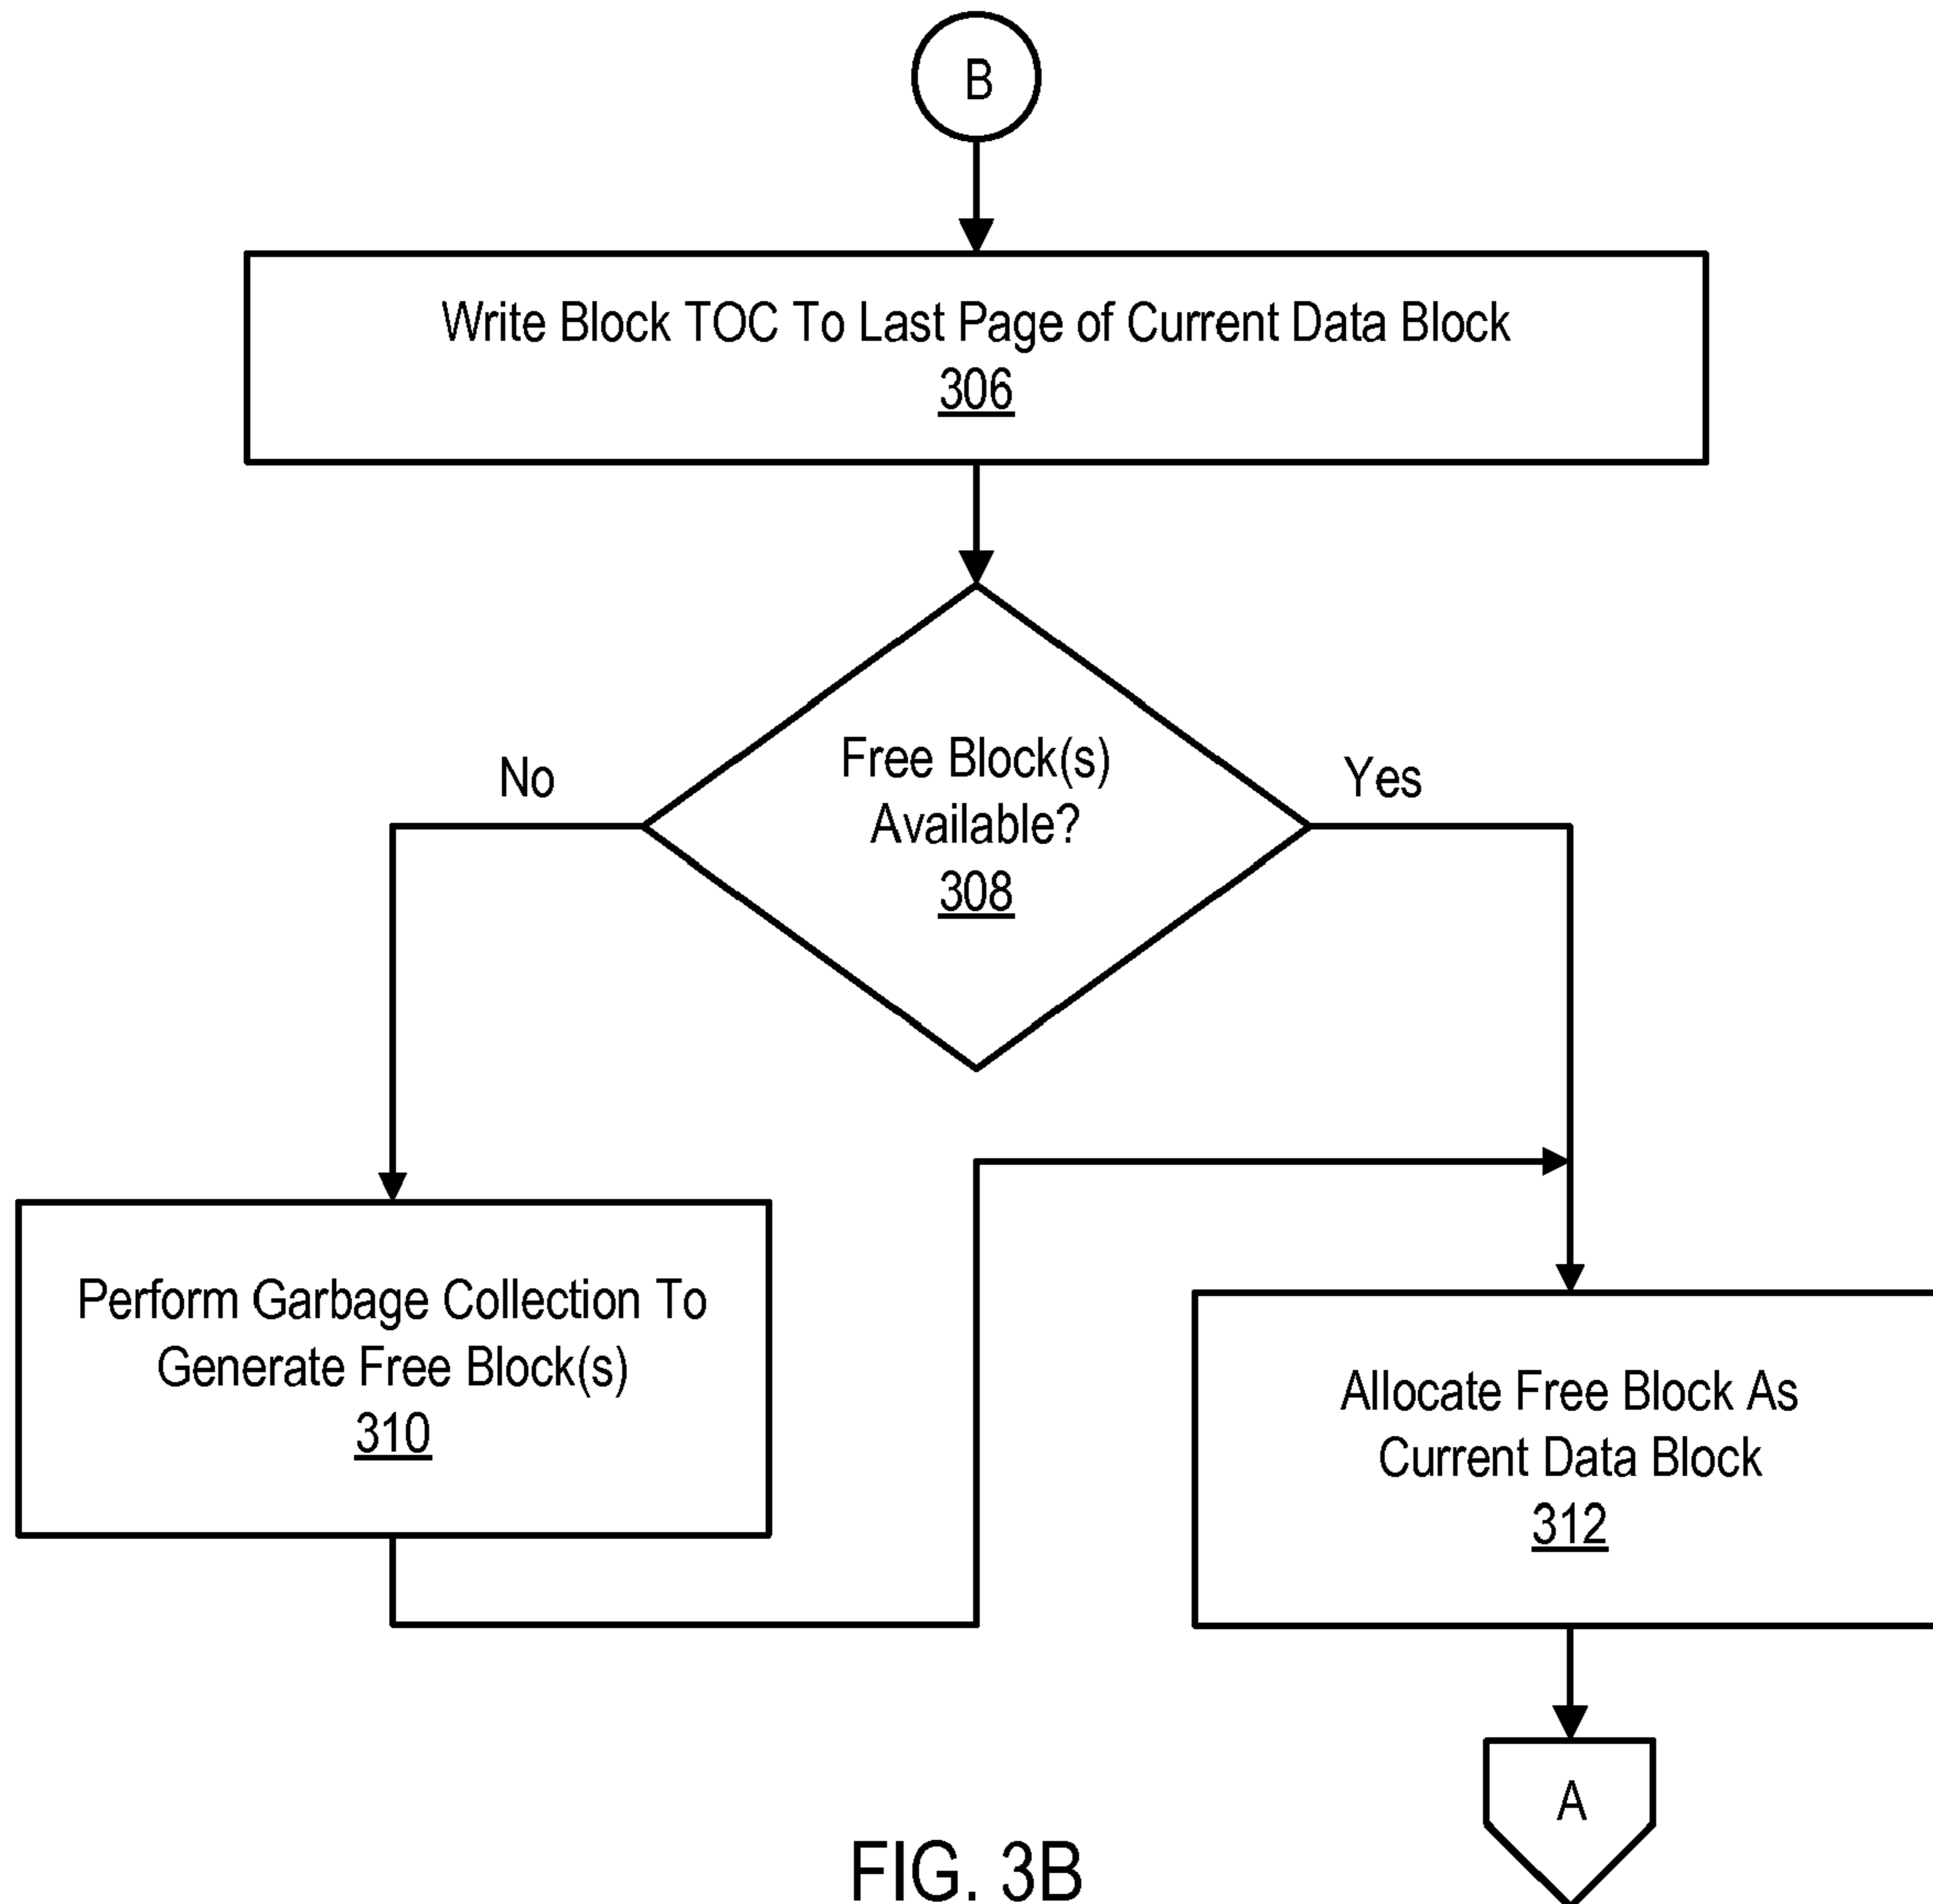 B
Write Block TOC To Last Page of Current Data Block
306
No
Free Block(s)
Available?
308
Yes
Perform Garbage Collection To
Generate Free Block(s)
310
Allocate Free Block As
Current Data Block
312
A
FIG. 3B